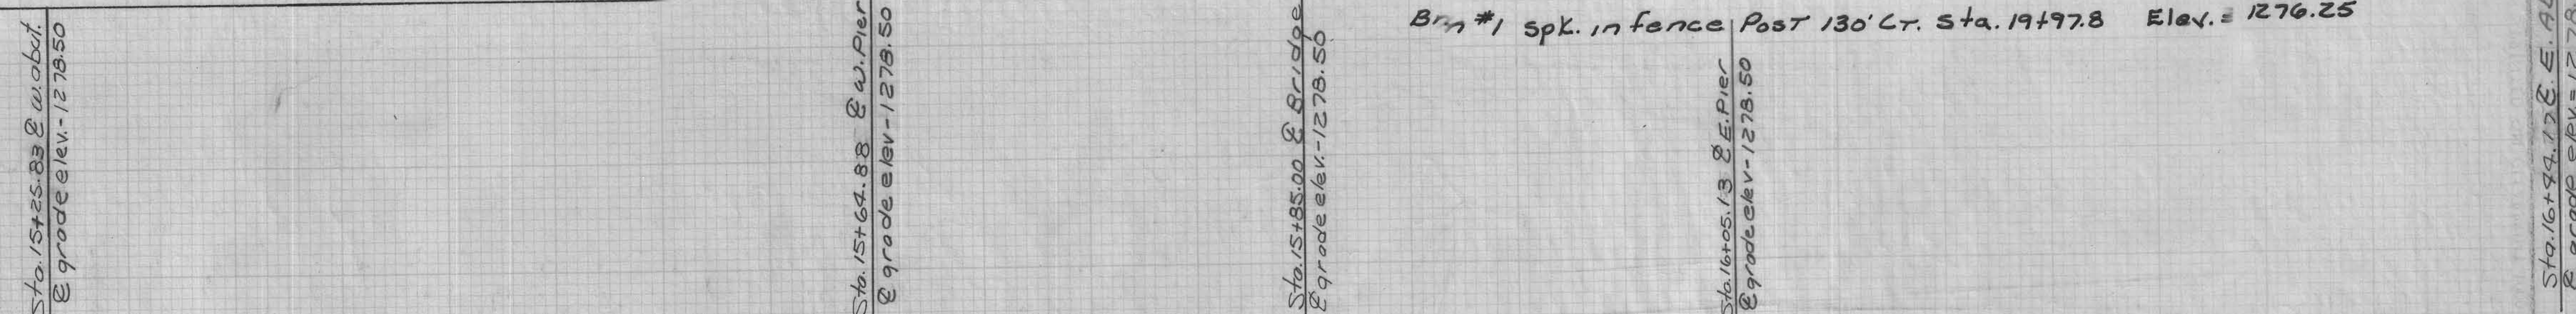 Sta. 15+25.83 ℄ W. abut.
℄ grade elev.-1278.50
Sta. 15+64.88 ℄ W. Pier
℄ grade elev-1278.50
Sta. 15+85.00 ℄ Bridge
℄ grade elev.-1278.50
Bm #1 spk. in fence Post 130' Lt. Sta. 19+97.8 Elev. = 1276.25
Sta. 16+05.13 ℄ E. Pier
℄ grade elev-1278.50
Sta. 16+44.17 ℄ E.
℄ grade elev =